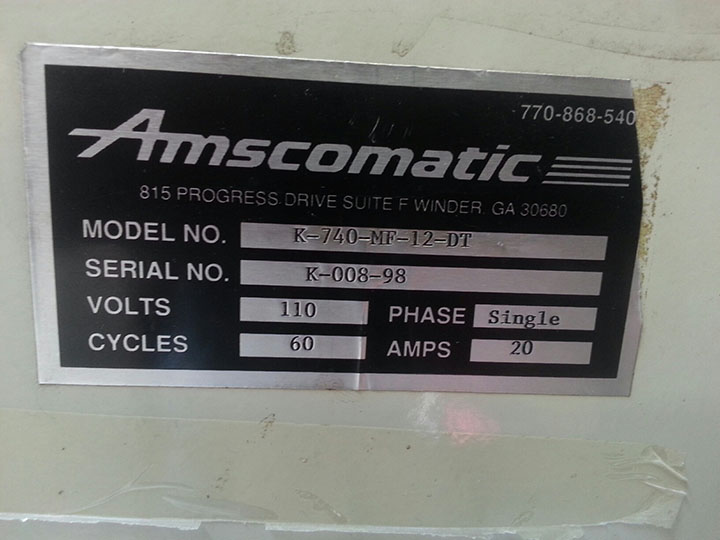 770-868-540
Amscomatic
815 PROGRESS DRIVE SUITE F WINDER, GA 30680
MODEL NO. K-740-MF-12-DT
SERIAL NO. K-008-98
VOLTS 110 PHASE Single
CYCLES 60 AMPS 20